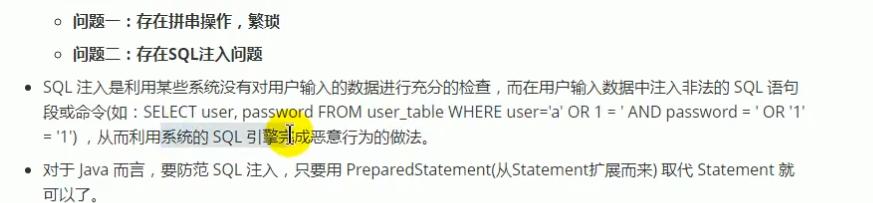 问题一：存在拼串操作，繁琐
问题二：存在SQL注入问题
SQL 注入是利用某些系统没有对用户输入的数据进行充分的检查，而在用户输入数据中注入非法的 SQL 语句
段或命令(如：SELECT user, password FROM user_table WHERE user='a' OR 1 = ' AND password = ' OR '1'
= '1') ，从而利用系统的 SQL 引擎完成恶意行为的做法。
对于 Java 而言，要防范 SQL 注入，只要用 PreparedStatement(从Statement扩展而来) 取代 Statement 就
可以了。